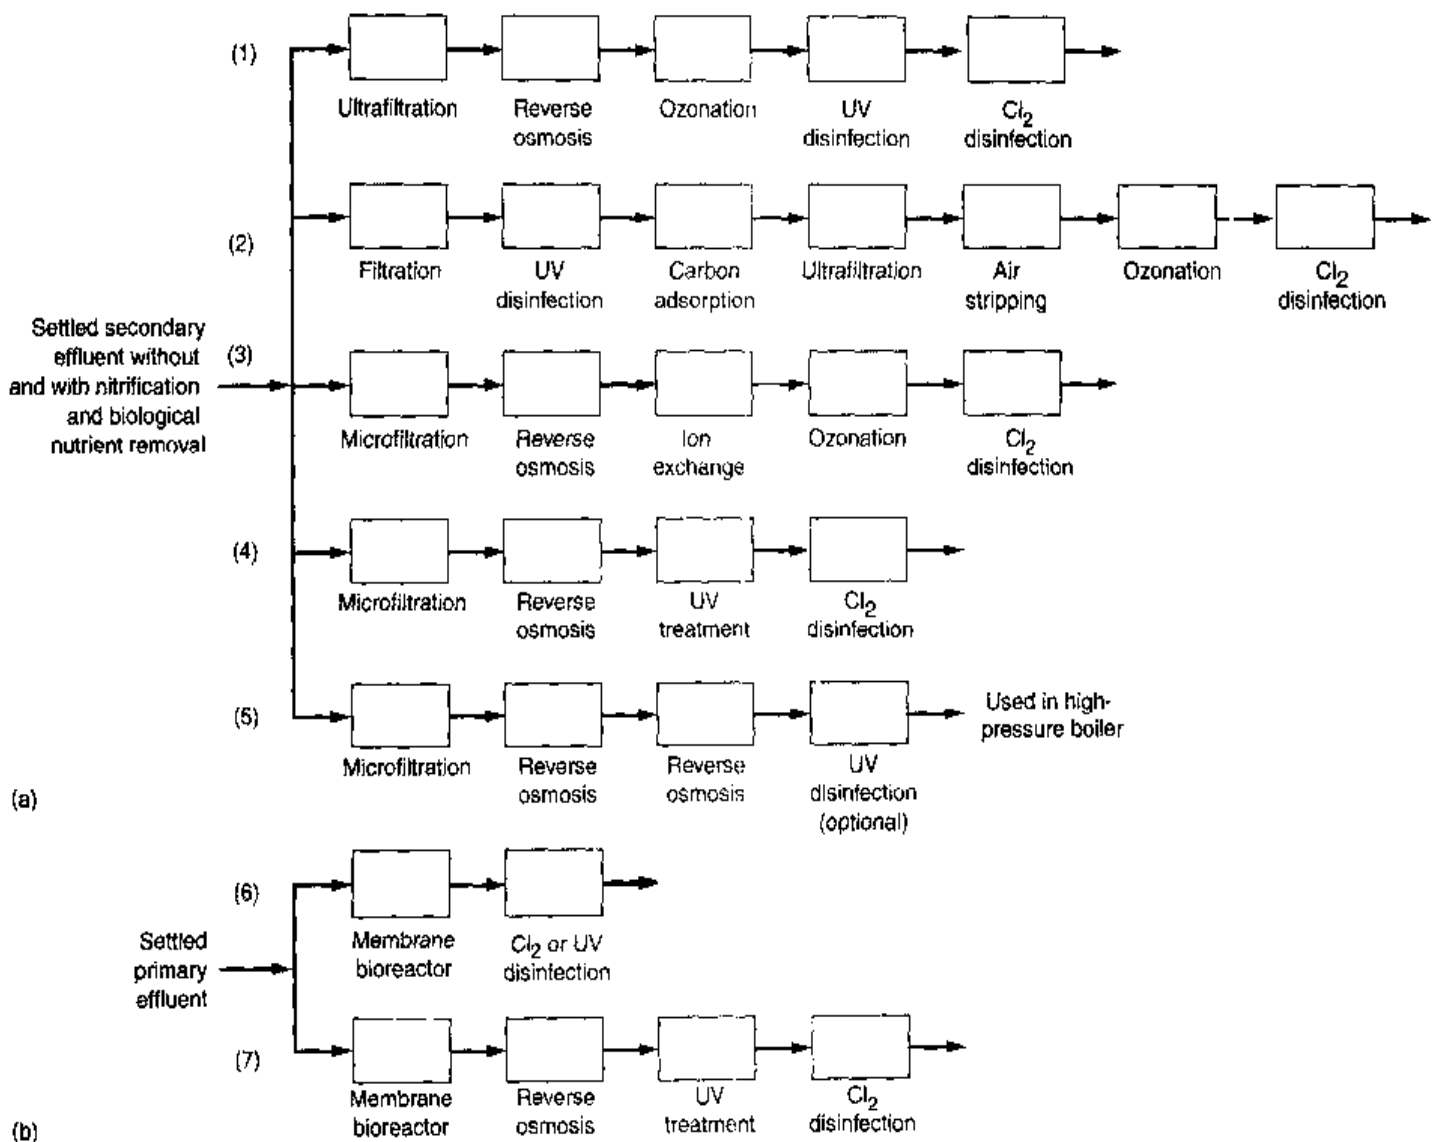 (1)
Ultrafiltration
Reverse
osmosis
Ozonation
UV
disinfection
Cl2
disinfection
(2)
Filtration
UV
disinfection
Carbon
adsorption
Ultrafiltration
Air
stripping
Ozonation
Cl2
disinfection
Settled secondary
effluent without
and with nitrification
and biological
nutrient removal
(3)
Microfiltration
Reverse
osmosis
Ion
exchange
Ozonation
Cl2
disinfection
(4)
Microfiltration
Reverse
osmosis
UV
treatment
Cl2
disinfection
(5)
Microfiltration
Reverse
osmosis
Reverse
osmosis
UV
disinfection
(optional)
Used in high-
pressure boiler
(a)
(6)
Membrane
bioreactor
Cl2 or UV
disinfection
Settled
primary
effluent
(7)
Membrane
bioreactor
Reverse
osmosis
UV
treatment
Cl2
disinfection
(b)